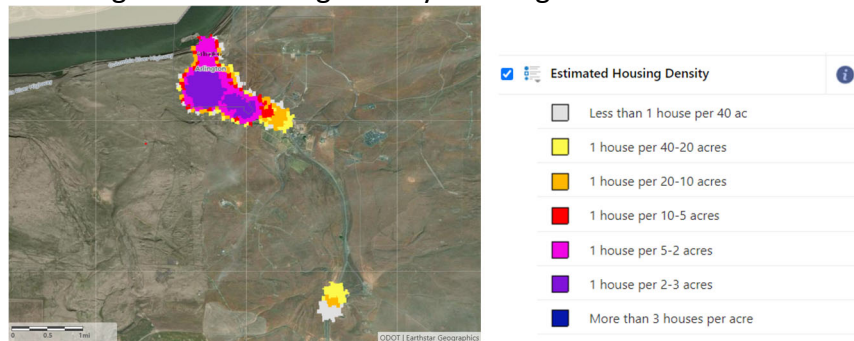 Arlington
0 0.5 1mi
ODOT | Earthstar Geographics
Estimated Housing Density
i
Less than 1 house per 40 ac
1 house per 40-20 acres
1 house per 20-10 acres
1 house per 10-5 acres
1 house per 5-2 acres
1 house per 2-3 acres
More than 3 houses per acre